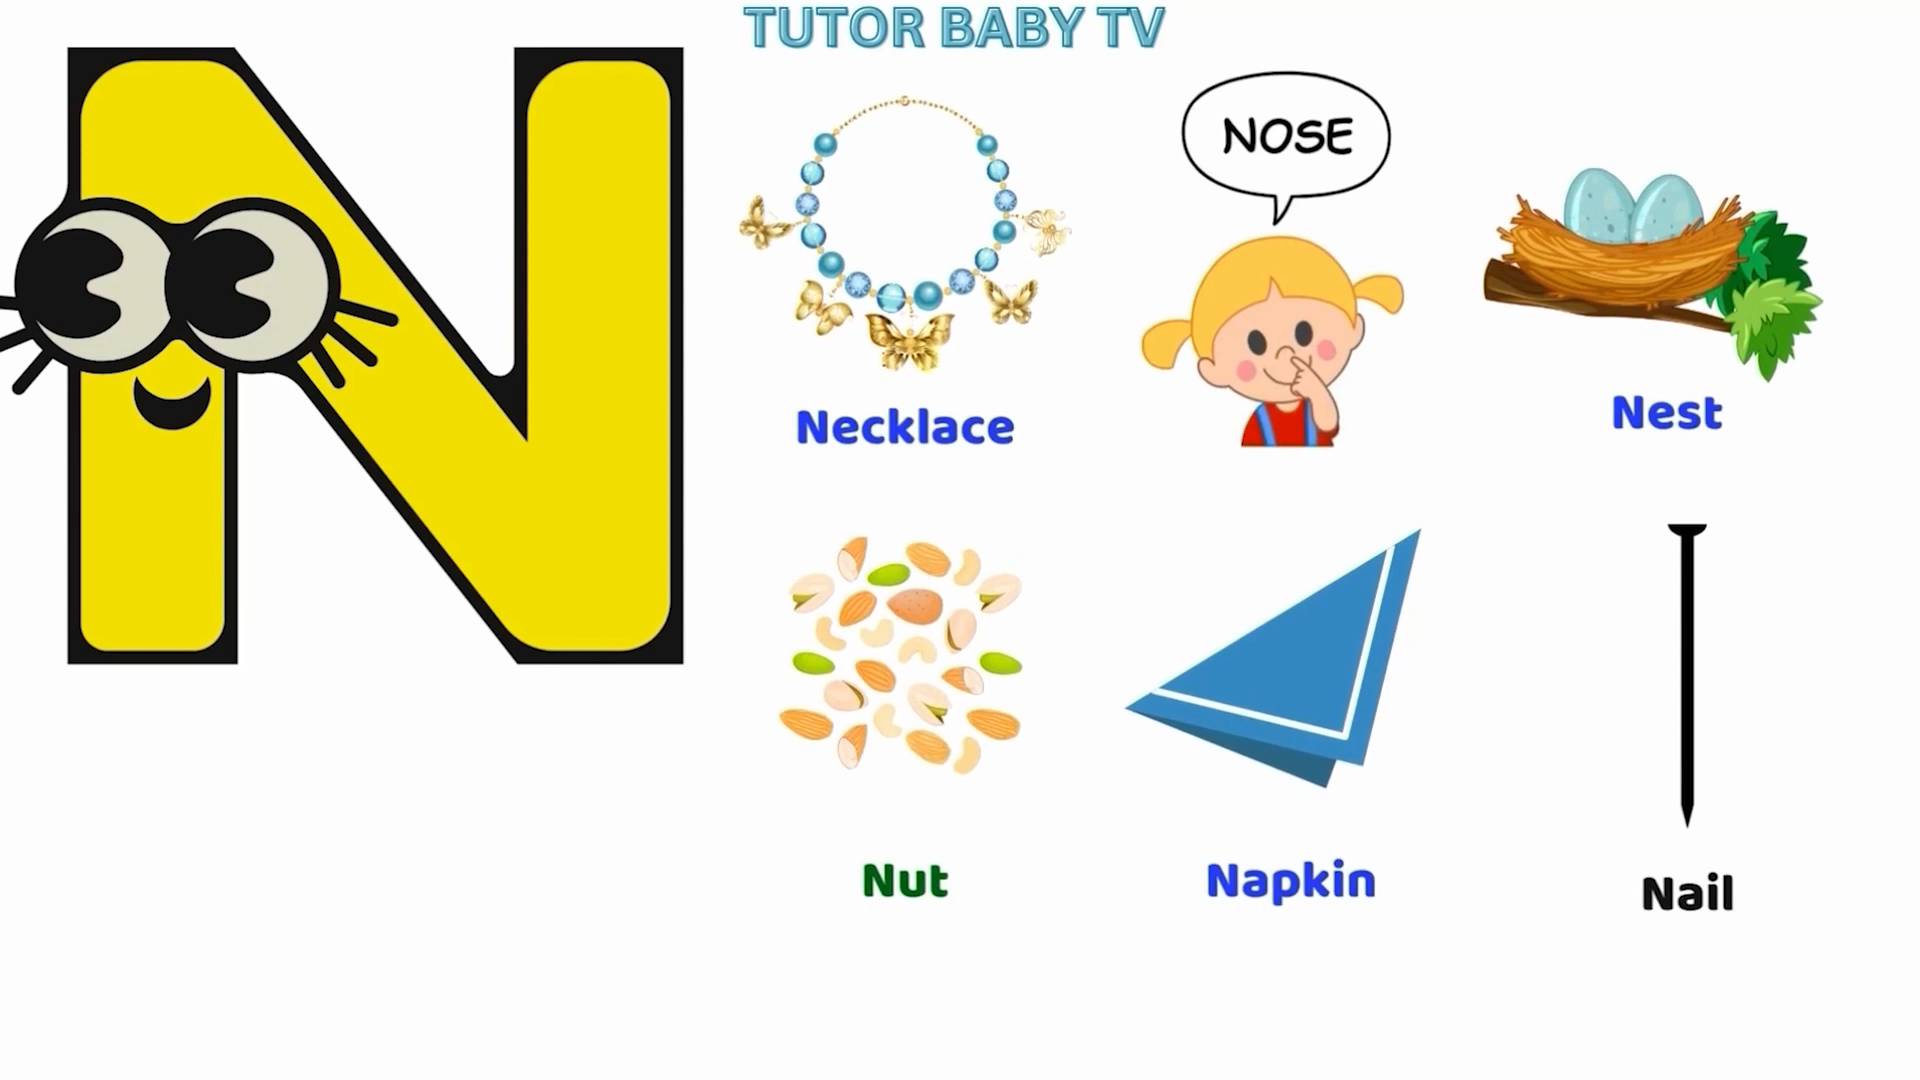 TUTOR BABY TV
N
NOSE
Necklace
Nest
Nut
Napkin
Nail